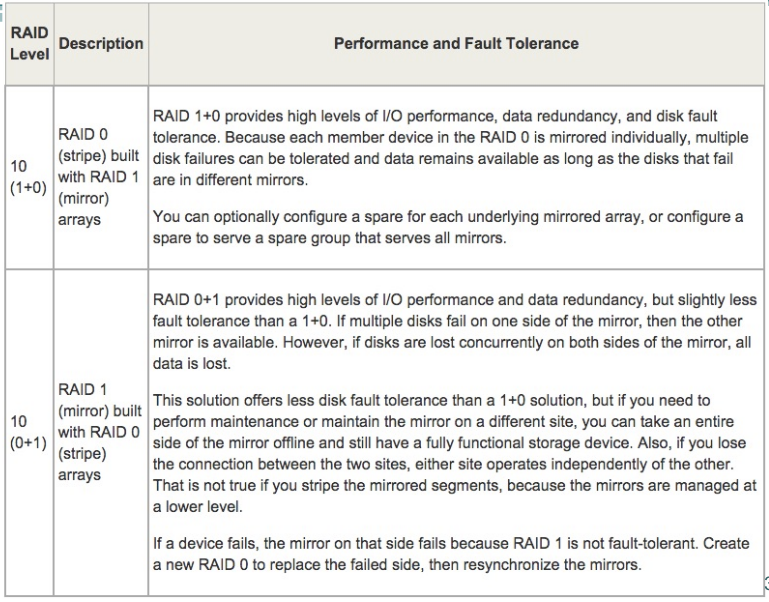 RAID Level
Description
Performance and Fault Tolerance
10
(1+0)
RAID 0
(stripe) built
with RAID 1
(mirror)
arrays
RAID 1+0 provides high levels of I/O performance, data redundancy, and disk fault
tolerance. Because each member device in the RAID 0 is mirrored individually, multiple
disk failures can be tolerated and data remains available as long as the disks that fail
are in different mirrors.
You can optionally configure a spare for each underlying mirrored array, or configure a
spare to serve a spare group that serves all mirrors.
10
(0+1)
RAID 1
(mirror) built
with RAID 0
(stripe)
arrays
RAID 0+1 provides high levels of I/O performance and data redundancy, but slightly less
fault tolerance than a 1+0. If multiple disks fail on one side of the mirror, then the other
mirror is available. However, if disks are lost concurrently on both sides of the mirror, all
data is lost.
This solution offers less disk fault tolerance than a 1+0 solution, but if you need to
perform maintenance or maintain the mirror on a different site, you can take an entire
side of the mirror offline and still have a fully functional storage device. Also, if you lose
the connection between the two sites, either site operates independently of the other.
That is not true if you stripe the mirrored segments, because the mirrors are managed at
a lower level.
If a device fails, the mirror on that side fails because RAID 1 is not fault-tolerant. Create
a new RAID 0 to replace the failed side, then resynchronize the mirrors.